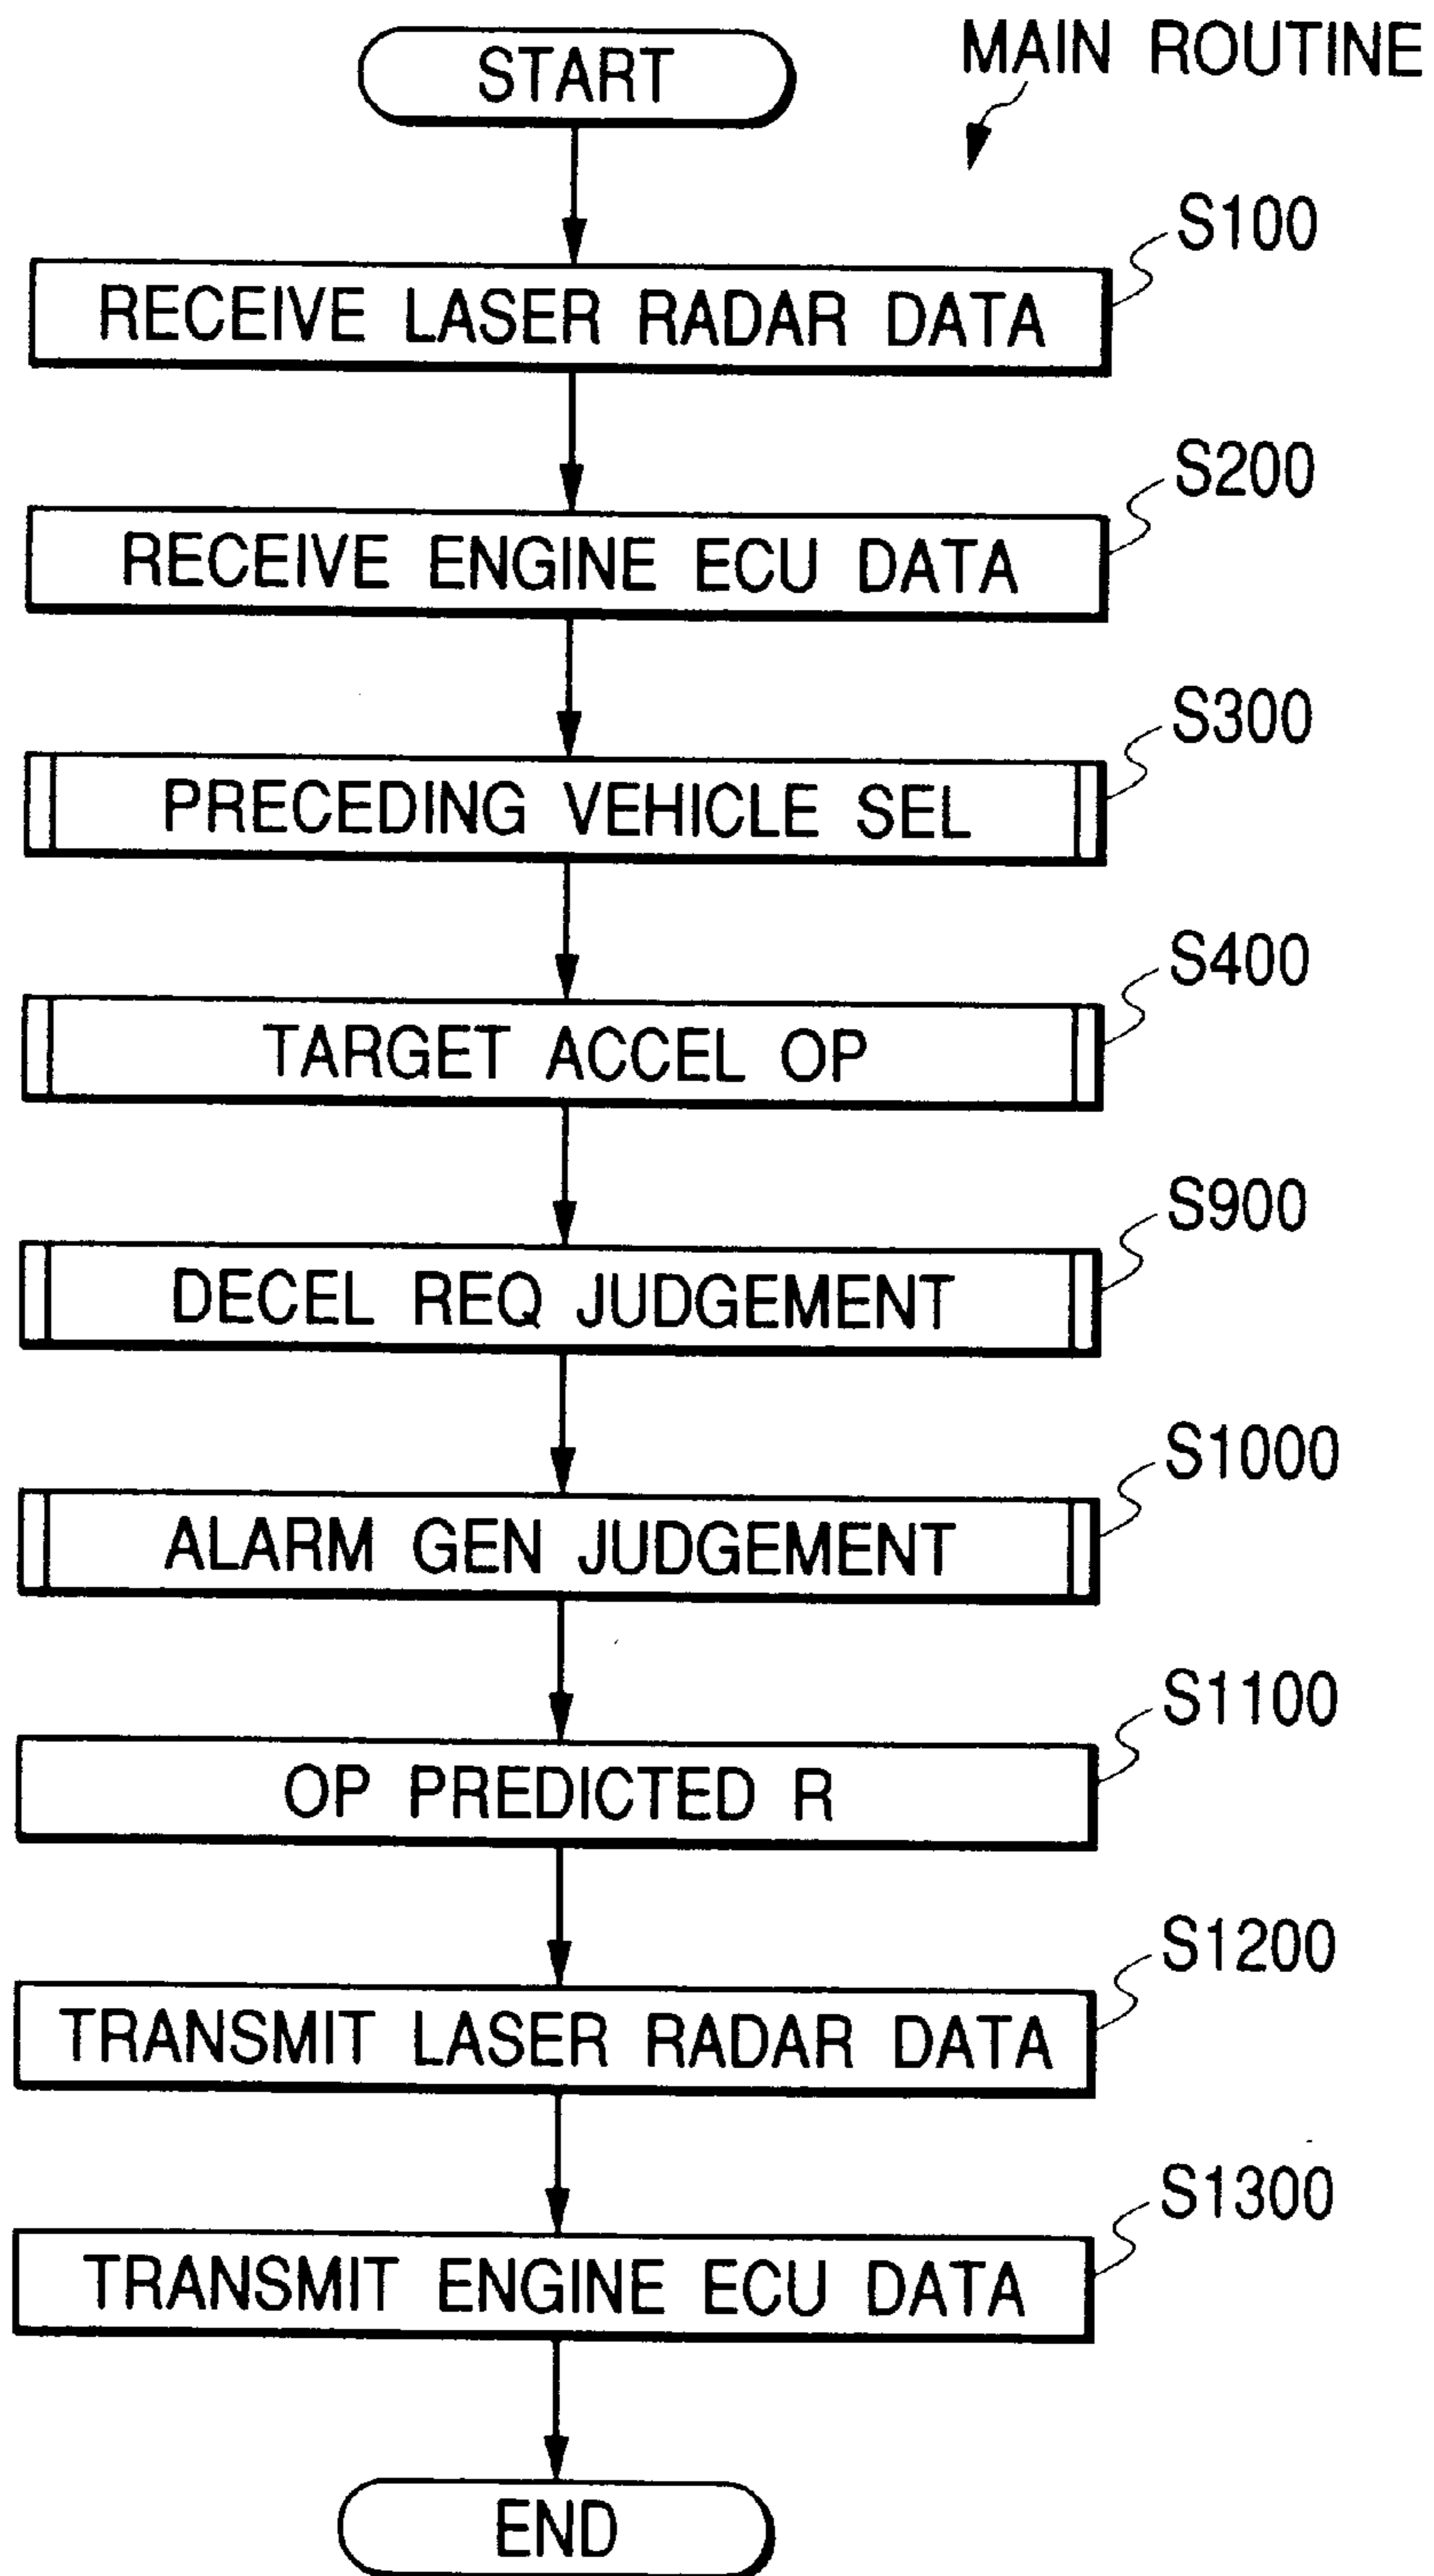 MAIN ROUTINE
START
S100
RECEIVE LASER RADAR DATA
S200
RECEIVE ENGINE ECU DATA
S300
PRECEDING VEHICLE SEL
S400
TARGET ACCEL OP
S900
DECEL REQ JUDGEMENT
S1000
ALARM GEN JUDGEMENT
S1100
OP PREDICTED R
S1200
TRANSMIT LASER RADAR DATA
S1300
TRANSMIT ENGINE ECU DATA
END